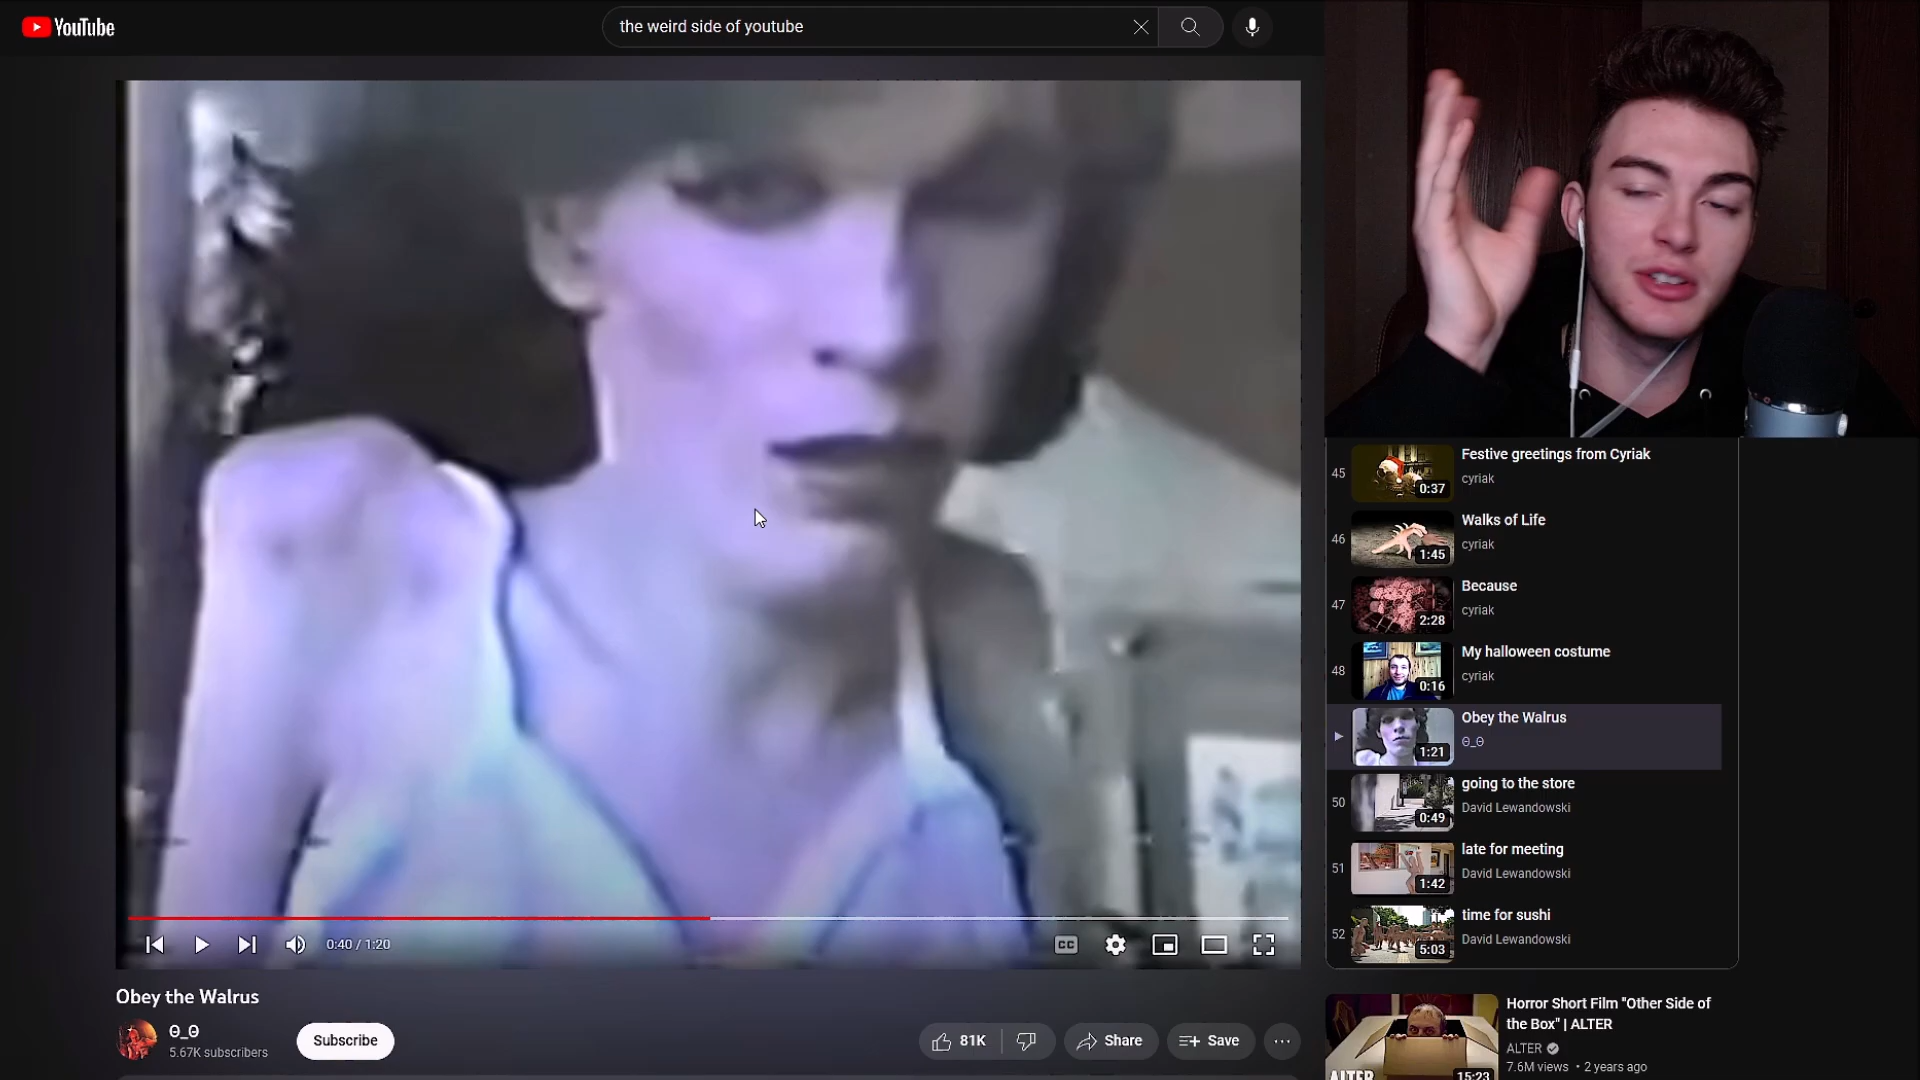 YouTube
the weird side of youtube
45
Festive greetings from Cyriak
cyriak
0:37
46
Walks of Life
cyriak
1:45
47
Because
cyriak
2:28
48
My halloween costume
cyriak
0:16
Obey the Walrus
Θ_Θ
1:21
50
going to the store
David Lewandowski
0:49
51
late for meeting
David Lewandowski
1:42
52
time for sushi
David Lewandowski
5:03
0:40 / 1:20
CC
Obey the Walrus
Θ_Θ
5.67K subscribers
Subscribe
81K
Share
Save
Horror Short Film "Other Side of
the Box" | ALTER
ALTER
7.6M views • 2 years ago
ALTER
15:23